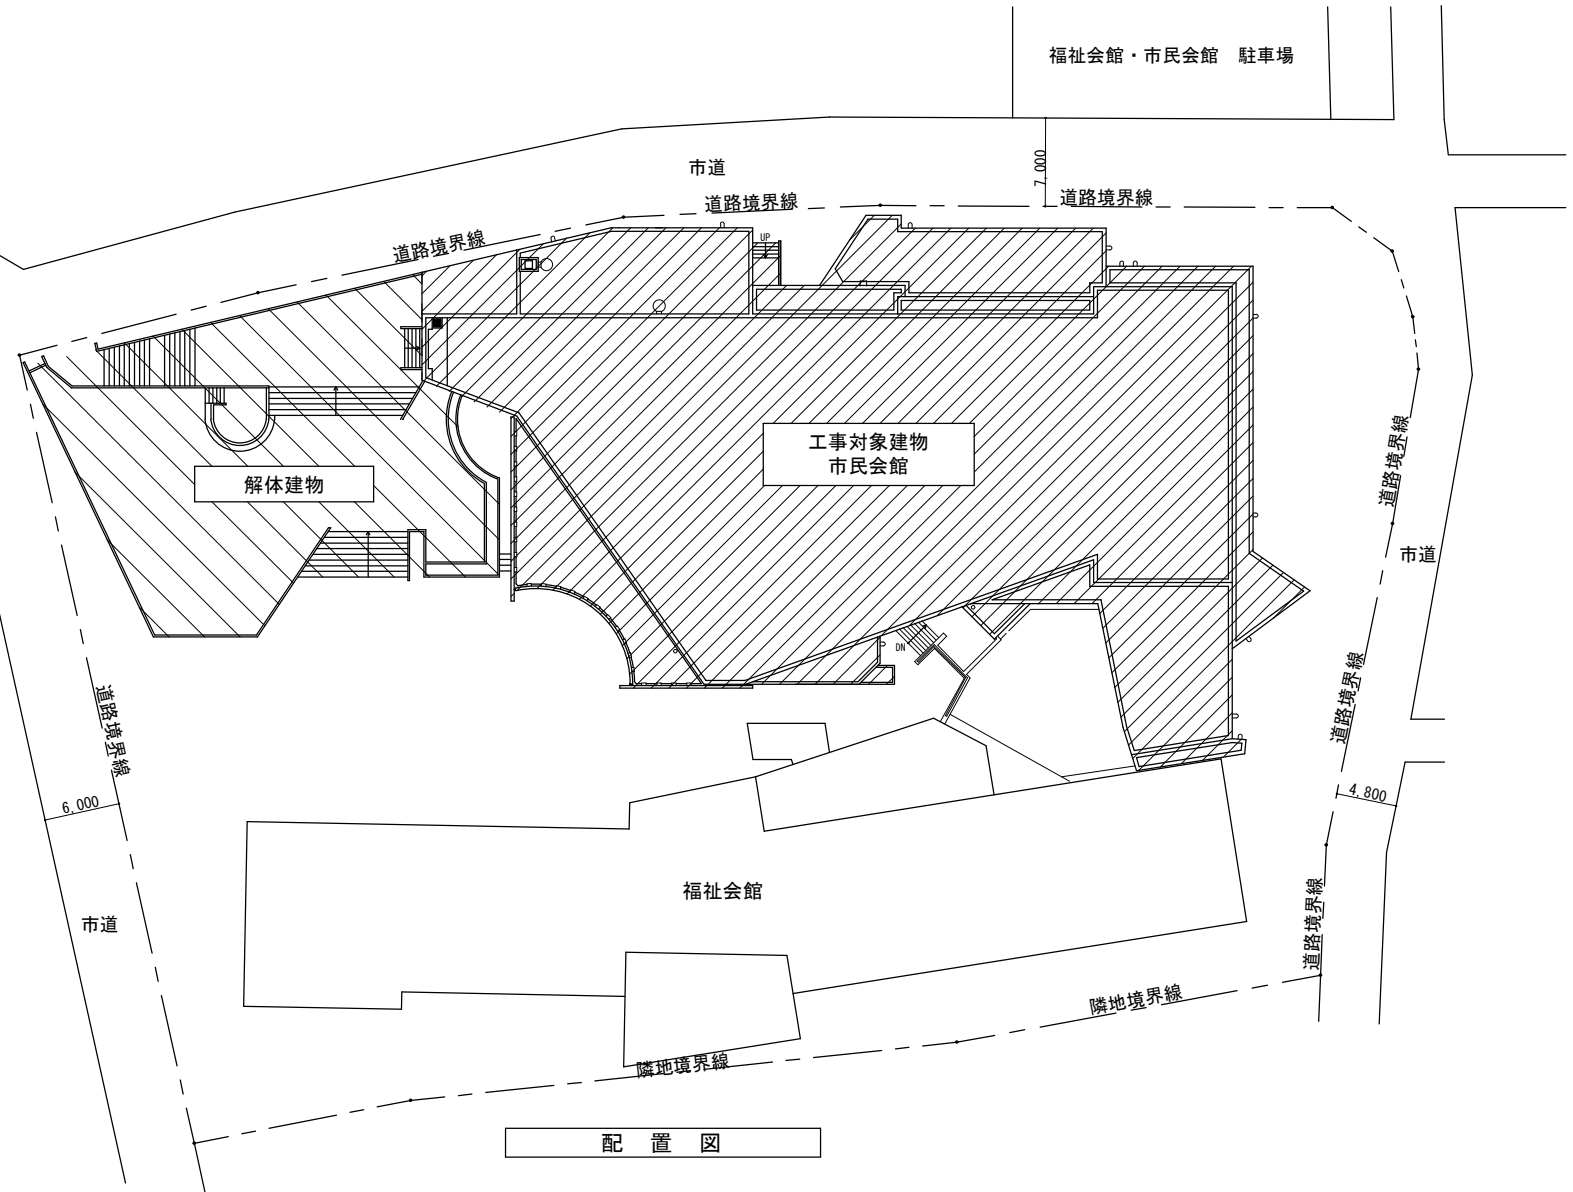 福祉会館・市民会館　駐車場
市道
7,000
道路境界線
道路境界線
道路境界線
UP
工事対象建物
市民会館
解体建物
道路境界線
市道
DN
道路境界線
道路境界線
6,000
4,800
福祉会館
市道
道路境界線
隣地境界線
隣地境界線
配　置　図